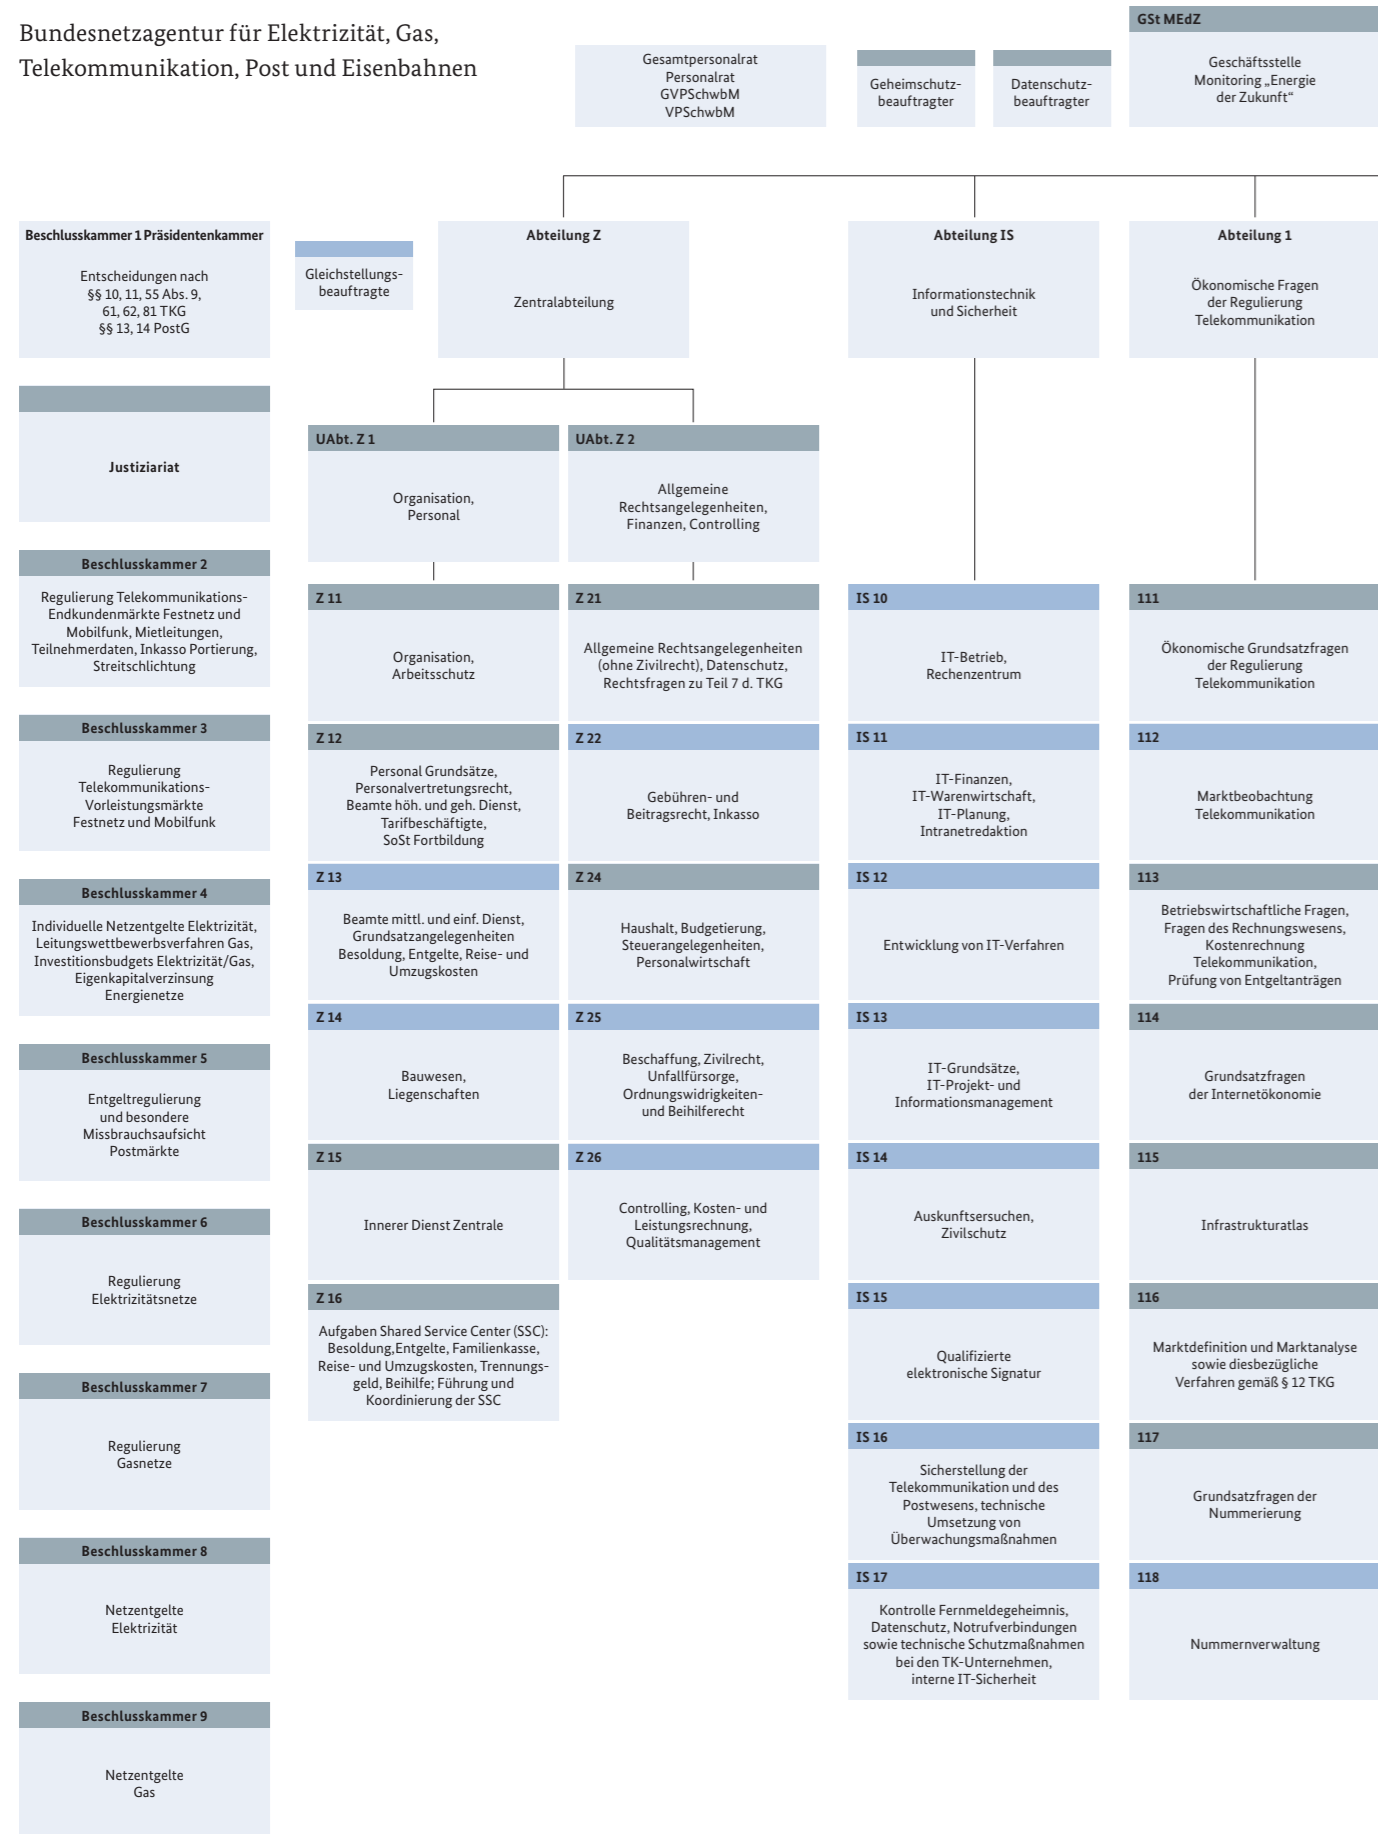 Bundesnetzagentur für Elektrizität, Gas,
Telekommunikation, Post und Eisenbahnen
Gesamtpersonalrat
Personalrat
GVPSchwbM
VPSchwbM
Geheimschutz-
beauftragter
Datenschutz-
beauftragter
GSt MEdZ
Geschäftsstelle
Monitoring „Energie
der Zukunft“
Beschlusskammer 1 Präsidentenkammer
Entscheidungen nach
§§ 10, 11, 55 Abs. 9,
61, 62, 81 TKG
§§ 13, 14 PostG
Gleichstellungs-
beauftragte
Abteilung Z
Zentralabteilung
Abteilung IS
Informationstechnik
und Sicherheit
Abteilung 1
Ökonomische Fragen
der Regulierung
Telekommunikation
Justiziariat
Beschlusskammer 2
Regulierung Telekommunikations-
Endkundenmärkte Festnetz und
Mobilfunk, Mietleitungen,
Teilnehmerdaten, Inkasso Portierung,
Streitschlichtung
Beschlusskammer 3
Regulierung
Telekommunikations-
Vorleistungsmärkte
Festnetz und Mobilfunk
Beschlusskammer 4
Individuelle Netzentgelte Elektrizität,
Leitungswettbewerbsverfahren Gas,
Investitionsbudgets Elektrizität/Gas,
Eigenkapitalverzinsung
Energienetze
Beschlusskammer 5
Entgeltregulierung
und besondere
Missbrauchsaufsicht
Postmärkte
Beschlusskammer 6
Regulierung
Elektrizitätsnetze
Beschlusskammer 7
Regulierung
Gasnetze
Beschlusskammer 8
Netzentgelte
Elektrizität
Beschlusskammer 9
Netzentgelte
Gas
UAbt. Z 1
Organisation,
Personal
Z 11
Organisation,
Arbeitsschutz
Z 12
Personal Grundsätze,
Personalvertretungsrecht,
Beamte höh. und geh. Dienst,
Tarifbeschäftigte,
SoSt Fortbildung
Z 13
Beamte mittl. und einf. Dienst,
Grundsatzangelegenheiten
Besoldung, Entgelte, Reise- und
Umzugskosten
Z 14
Bauwesen,
Liegenschaften
Z 15
Innerer Dienst Zentrale
Z 16
Aufgaben Shared Service Center (SSC):
Besoldung,Entgelte, Familienkasse,
Reise- und Umzugskosten, Trennungs-
geld, Beihilfe; Führung und
Koordinierung der SSC
UAbt. Z 2
Allgemeine
Rechtsangelegenheiten,
Finanzen, Controlling
Z 21
Allgemeine Rechtsangelegenheiten
(ohne Zivilrecht), Datenschutz,
Rechtsfragen zu Teil 7 d. TKG
Z 22
Gebühren- und
Beitragsrecht, Inkasso
Z 24
Haushalt, Budgetierung,
Steuerangelegenheiten,
Personalwirtschaft
Z 25
Beschaffung, Zivilrecht,
Unfallfürsorge,
Ordnungswidrigkeiten-
und Beihilferecht
Z 26
Controlling, Kosten- und
Leistungsrechnung,
Qualitätsmanagement
IS 10
IT-Betrieb,
Rechenzentrum
IS 11
IT-Finanzen,
IT-Warenwirtschaft,
IT-Planung,
Intranetredaktion
IS 12
Entwicklung von IT-Verfahren
IS 13
IT-Grundsätze,
IT-Projekt- und
Informationsmanagement
IS 14
Auskunftsersuchen,
Zivilschutz
IS 15
Qualifizierte
elektronische Signatur
IS 16
Sicherstellung der
Telekommunikation und des
Postwesens, technische
Umsetzung von
Überwachungsmaßnahmen
IS 17
Kontrolle Fernmeldegeheimnis,
Datenschutz, Notrufverbindungen
sowie technische Schutzmaßnahmen
bei den TK-Unternehmen,
interne IT-Sicherheit
111
Ökonomische Grundsatzfragen
der Regulierung
Telekommunikation
112
Marktbeobachtung
Telekommunikation
113
Betriebswirtschaftliche Fragen,
Fragen des Rechnungswesens,
Kostenrechnung
Telekommunikation,
Prüfung von Entgeltanträgen
114
Grundsatzfragen
der Internetökonomie
115
Infrastrukturatlas
116
Marktdefinition und Marktanalyse
sowie diesbezügliche
Verfahren gemäß § 12 TKG
117
Grundsatzfragen der
Nummerierung
118
Nummernverwaltung